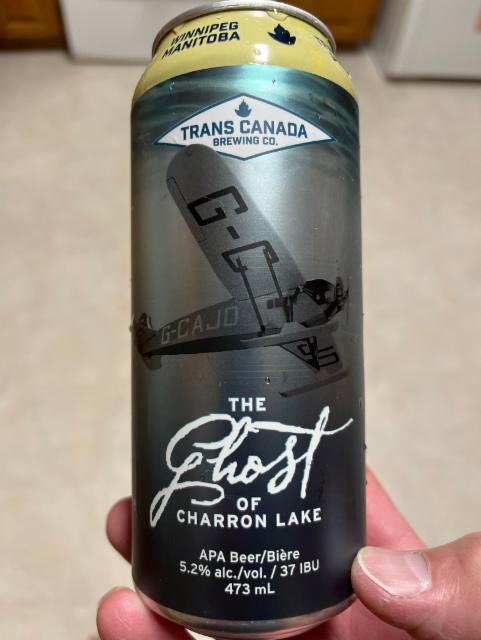 WINNIPEG
MANITOBA
TRANS CANADA
BREWING CO.
G-C
G-CAJD
THE
Ghost
OF
CHARRON LAKE
APA Beer/Bière
5.2% alc./vol. / 37 IBU
473 mL